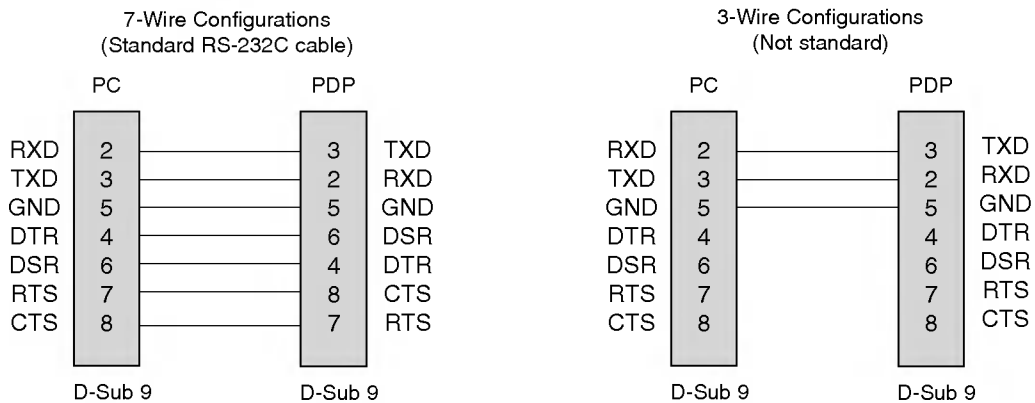 7-Wire Configurations
(Standard RS-232C cable)
PC PDP
RXD 2 3 TXD
TXD 3 2 RXD
GND 5 5 GND
DTR 4 6 DSR
DSR 6 4 DTR
RTS 7 8 CTS
CTS 8 7 RTS
D-Sub 9 D-Sub 9
3-Wire Configurations
(Not standard)
PC PDP
RXD 2 3 TXD
TXD 3 2 RXD
GND 5 5 GND
DTR 4 4 DTR
DSR 6 6 DSR
RTS 7 7 RTS
CTS 8 8 CTS
D-Sub 9 D-Sub 9